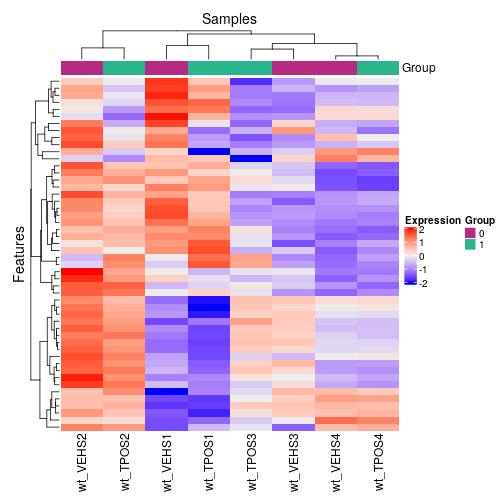 Samples
Group
Features
Expression Group
2 0
1 1
0
-1
-2
wt_VEHS2
wt_TPOS2
wt_VEHS1
wt_TPOS1
wt_TPOS3
wt_VEHS3
wt_VEHS4
wt_TPOS4